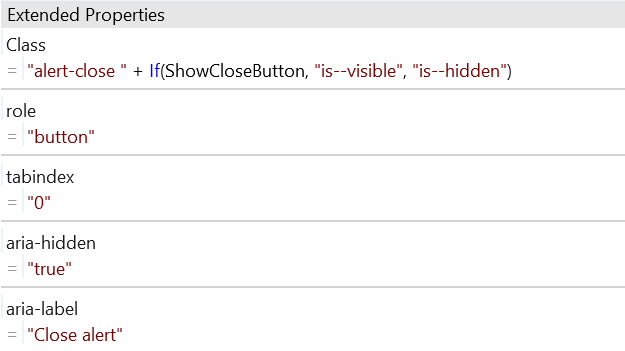 Extended Properties
Class
= "alert-close " + If(ShowCloseButton, "is--visible", "is--hidden")
role
= "button"
tabindex
= "0"
aria-hidden
= "true"
aria-label
= "Close alert"